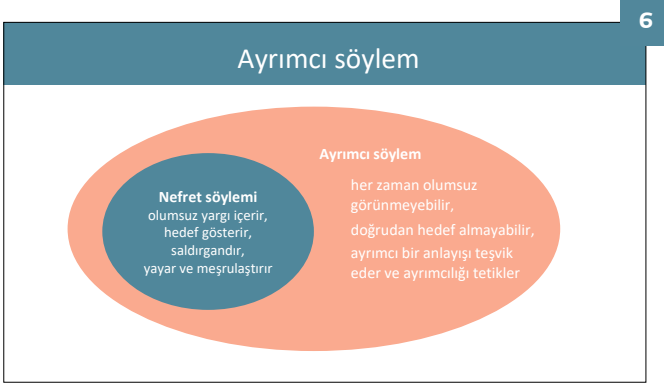 6
Ayrımcı söylem
Ayrımcı söylem
her zaman olumsuz
görünmeyebilir,
doğrudan hedef almayabilir,
ayrımcı bir anlayışı teşvik
eder ve ayrımcılığı tetikler
Nefret söylemi
olumsuz yargı içerir,
hedef gösterir,
saldırgandır,
yayar ve meşrulaştırır